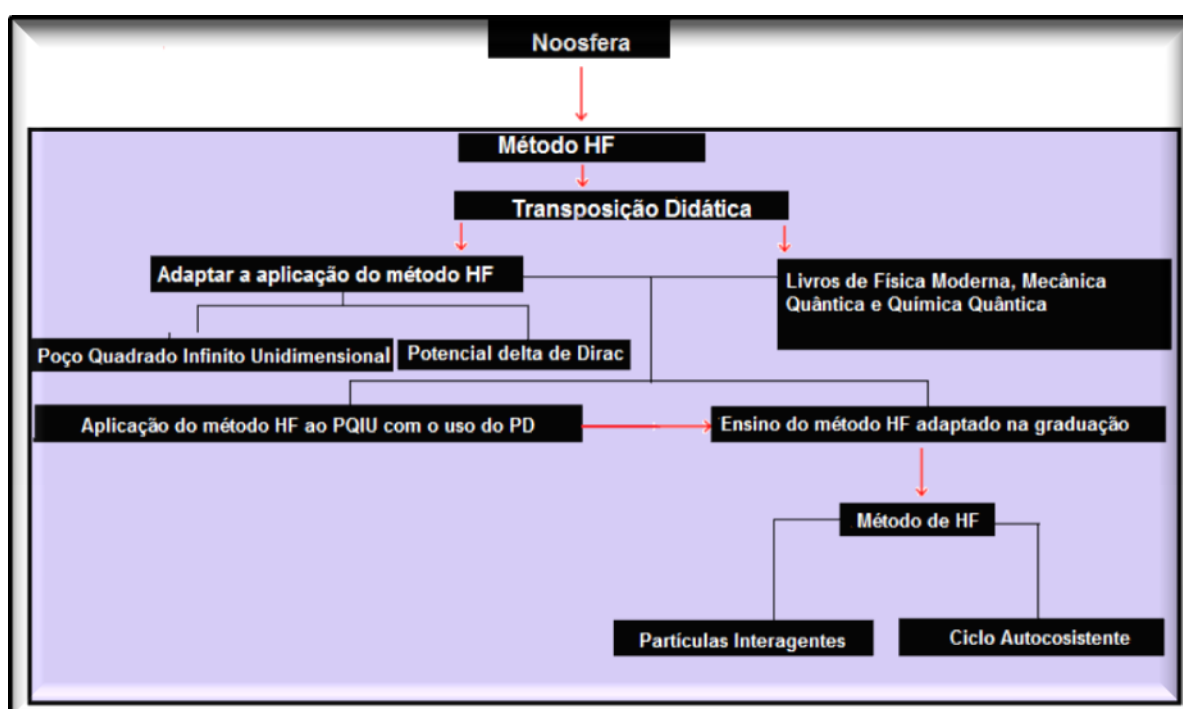 Noosfera
Método HF
Transposição Didática
Adaptar a aplicação do método HF
Livros de Física Moderna, Mecânica
Quântica e Química Quântica
Poço Quadrado Infinito Unidimensional
Potencial delta de Dirac
Aplicação do método HF ao PQIU com o uso do PD
Ensino do método HF adaptado na graduação
Método de HF
Partículas Interagentes
Ciclo Autocosistente